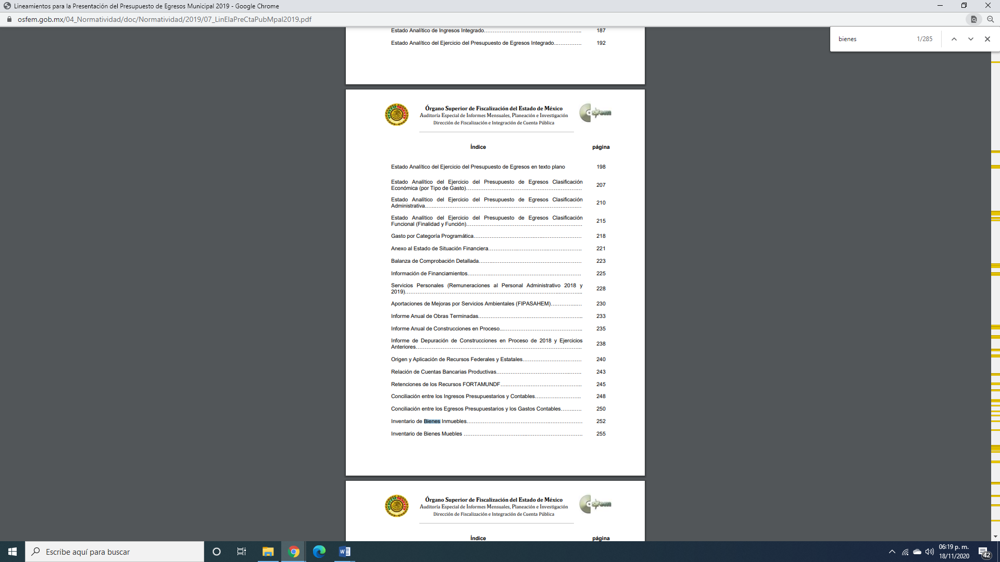 Lineamientos para la Presentación del Presupuesto de Egresos Municipal 2019 - Google Chrome
osfem.gob.mx/04_Normatividad/doc/Normatividad/2019/07_LinElaPreCtaPubMpal2019.pdf
bienes 1/285
Estado Analítico de Ingresos Integrado……………………………………………... 187
Estado Analítico del Ejercicio del Presupuesto de Egresos Integrado..………… 192
Órgano Superior de Fiscalización del Estado de México
Auditoría Especial de Informes Mensuales, Planeación e Investigación
Dirección de Fiscalización e Integración de Cuenta Pública
osfem
Índice página
Estado Analítico del Ejercicio del Presupuesto de Egresos en texto plano 198
Estado Analítico del Ejercicio del Presupuesto de Egresos Clasificación
Económica (por Tipo de Gasto)……………………………………………………… 207
Estado Analítico del Ejercicio del Presupuesto de Egresos Clasificación
Administrativa…..……………………………………………………………………… 210
Estado Analítico del Ejercicio del Presupuesto de Egresos Clasificación
Funcional (Finalidad y Función)……………………………………………………… 215
Gasto por Categoría Programática…………………………………………………… 218
Anexo al Estado de Situación Financiera…………………………………………… 221
Balanza de Comprobación Detallada………………………………………………… 223
Información de Financiamientos……………………………………………………… 225
Servicios Personales (Remuneraciones al Personal Administrativo 2018 y
2019)……………………………………………………………………………………... 228
Aportaciones de Mejoras por Servicios Ambientales (FIPASAHEM)…………..… 230
Informe Anual de Obras Terminadas………………………………………………... 233
Informe Anual de Construcciones en Proceso..…………………………………….. 235
Informe de Depuración de Construcciones en Proceso de 2018 y Ejercicios
Anteriores………………………………………………………………………………... 238
Origen y Aplicación de Recursos Federales y Estatales…………………………… 240
Relación de Cuentas Bancarias Productivas………………………………………… 243
Retenciones de los Recursos FORTAMUNDF……………………………………... 245
Conciliación entre los Ingresos Presupuestarios y Contables……………………. 248
Conciliación entre los Egresos Presupuestarios y los Gastos Contables…….…. 250
Inventario de Bienes Inmuebles……………………………………………………… 252
Inventario de Bienes Muebles ………………………………………………………. 255
Órgano Superior de Fiscalización del Estado de México
Auditoría Especial de Informes Mensuales, Planeación e Investigación
Dirección de Fiscalización e Integración de Cuenta Pública
osfem
Índice página
Escribe aquí para buscar
06:19 p. m.
18/11/2020
42